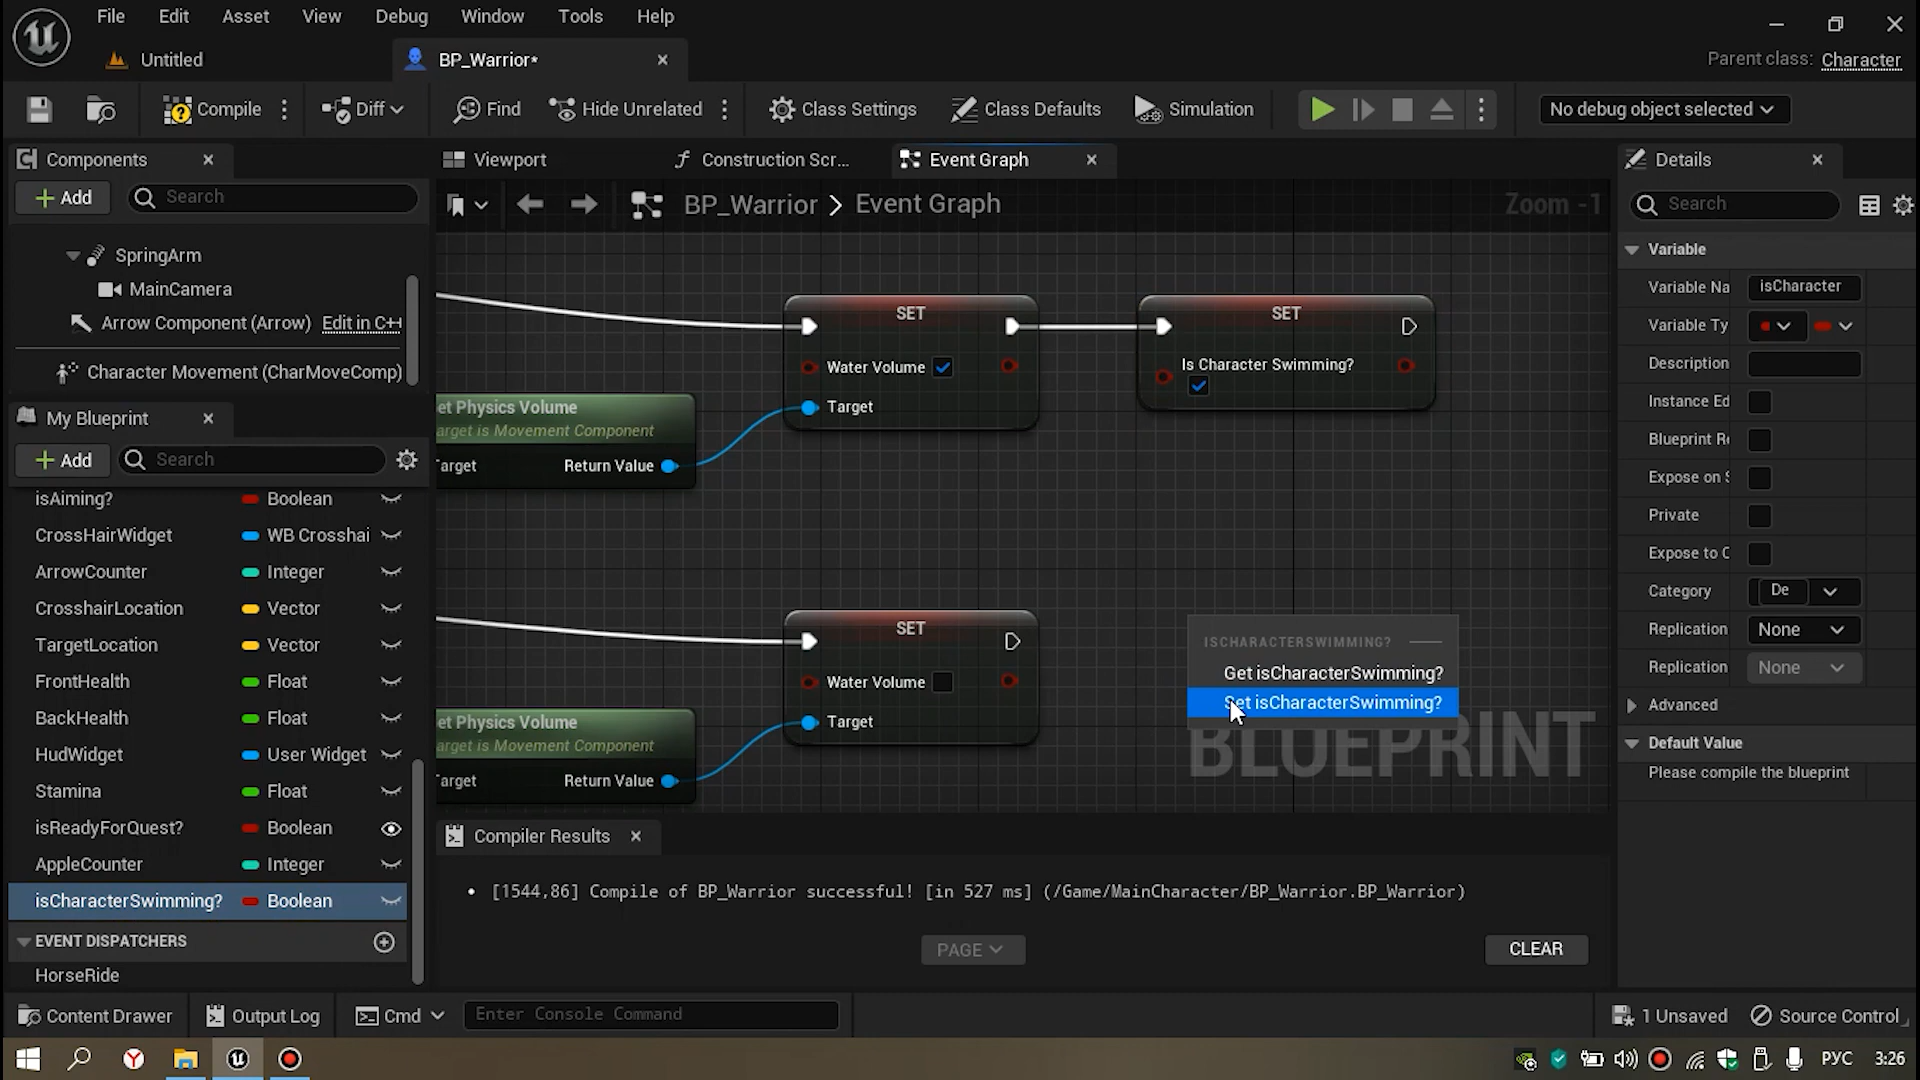 File Edit Asset View Debug Window Tools Help
Untitled
BP_Warrior*
Parent class: Character
Compile
Diff
Find
Hide Unrelated
Class Settings
Class Defaults
Simulation
No debug object selected
Components
Viewport
Construction Scr...
Event Graph
Details
Add
Search
BP_Warrior > Event Graph
Zoom -1
Search
SpringArm
MainCamera
Arrow Component (Arrow) Edit in C++
Character Movement (CharMoveComp)
My Blueprint
Add
Search
isAiming? Boolean
CrossHairWidget WB Crosshai
ArrowCounter Integer
CrosshairLocation Vector
TargetLocation Vector
FrontHealth Float
BackHealth Float
HudWidget User Widget
Stamina Float
isReadyForQuest? Boolean
AppleCounter Integer
isCharacterSwimming? Boolean
EVENT DISPATCHERS
HorseRide
SET
Water Volume
Target
SET
Is Character Swimming?
et Physics Volume
arget is Movement Component
arget Return Value
SET
Water Volume
Target
et Physics Volume
arget is Movement Component
arget Return Value
ISCHARACTERSWIMMING?
Get isCharacterSwimming?
Set isCharacterSwimming?
BLUEPRINT
Variable
Variable Na isCharacter
Variable Ty
Description
Instance Ed
Blueprint Re
Expose on S
Private
Expose to C
Category De
Replication None
Replication None
Advanced
Default Value
Please compile the blueprint
Compiler Results
[1544,86] Compile of BP_Warrior successful! [in 527 ms] (/Game/MainCharacter/BP_Warrior.BP_Warrior)
PAGE
CLEAR
Content Drawer
Output Log
Cmd
Enter Console Command
1 Unsaved
Source Control
РУС
3:26